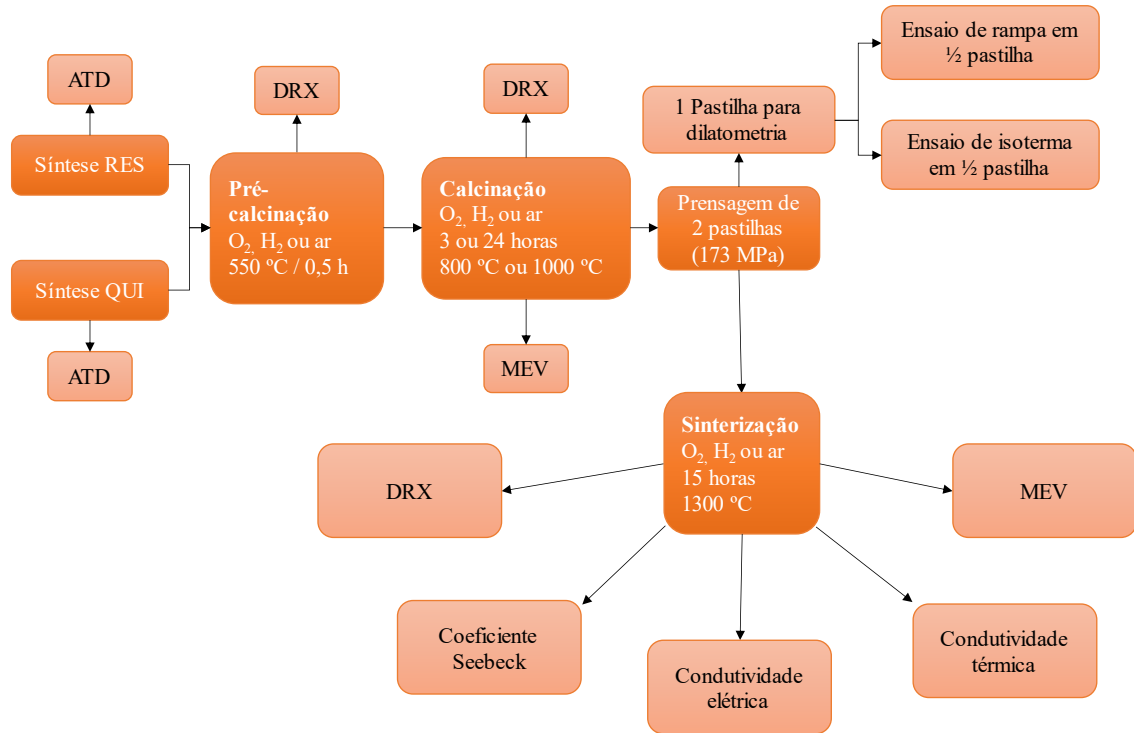 ATD
Síntese RES
Síntese QUI
ATD
DRX
Pré-
calcinação
O₂, H₂ ou ar
550 ºC / 0,5 h
DRX
Calcinação
O₂, H₂ ou ar
3 ou 24 horas
800 ºC ou 1000 ºC
MEV
1 Pastilha para
dilatometria
Ensaio de rampa em
½ pastilha
Ensaio de isoterma
em ½ pastilha
Prensagem de
2 pastilhas
(173 MPa)
Sinterização
O₂, H₂ ou ar
15 horas
1300 ºC
DRX
MEV
Coeficiente
Seebeck
Condutividade
elétrica
Condutividade
térmica